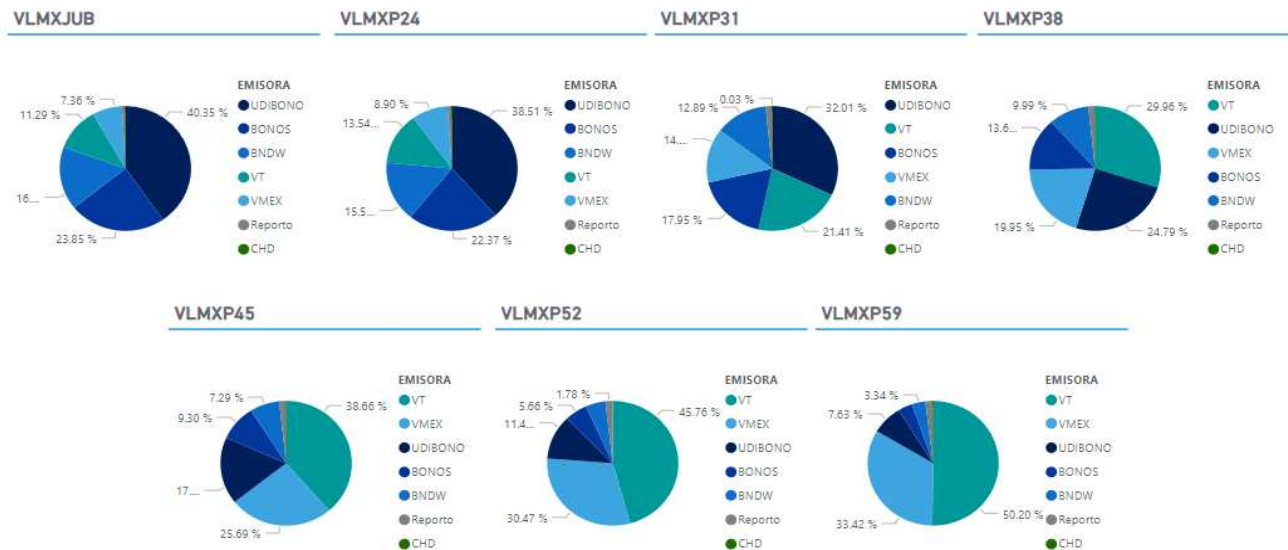 VLMXJUB
VLMXP24
VLMXP31
VLMXP38
7.36 %
11.29 %
40.35 %
16....
23.85 %
EMISORA
UDIBONO
BONOS
BNDW
VT
VMEX
Reporto
CHD
8.90 %
13.54...
38.51 %
15.5...
22.37 %
EMISORA
UDIBONO
BONOS
BNDW
VT
VMEX
Reporto
CHD
0.03 %
12.89 %
32.01 %
14....
17.95 %
21.41 %
EMISORA
UDIBONO
VT
BONOS
VMEX
BNDW
Reporto
CHD
9.99 %
29.96 %
13.6...
19.95 %
24.79 %
EMISORA
VT
UDIBONO
VMEX
BONOS
BNDW
Reporto
CHD
VLMXP45
VLMXP52
VLMXP59
7.29 %
38.66 %
9.30 %
17....
25.69 %
EMISORA
VT
VMEX
UDIBONO
BONOS
BNDW
Reporto
CHD
1.78 %
5.66 %
45.76 %
11.4...
30.47 %
EMISORA
VT
VMEX
UDIBONO
BONOS
BNDW
Reporto
CHD
3.34 %
7.63 %
33.42 %
50.20 %
EMISORA
VT
VMEX
UDIBONO
BONOS
BNDW
Reporto
CHD